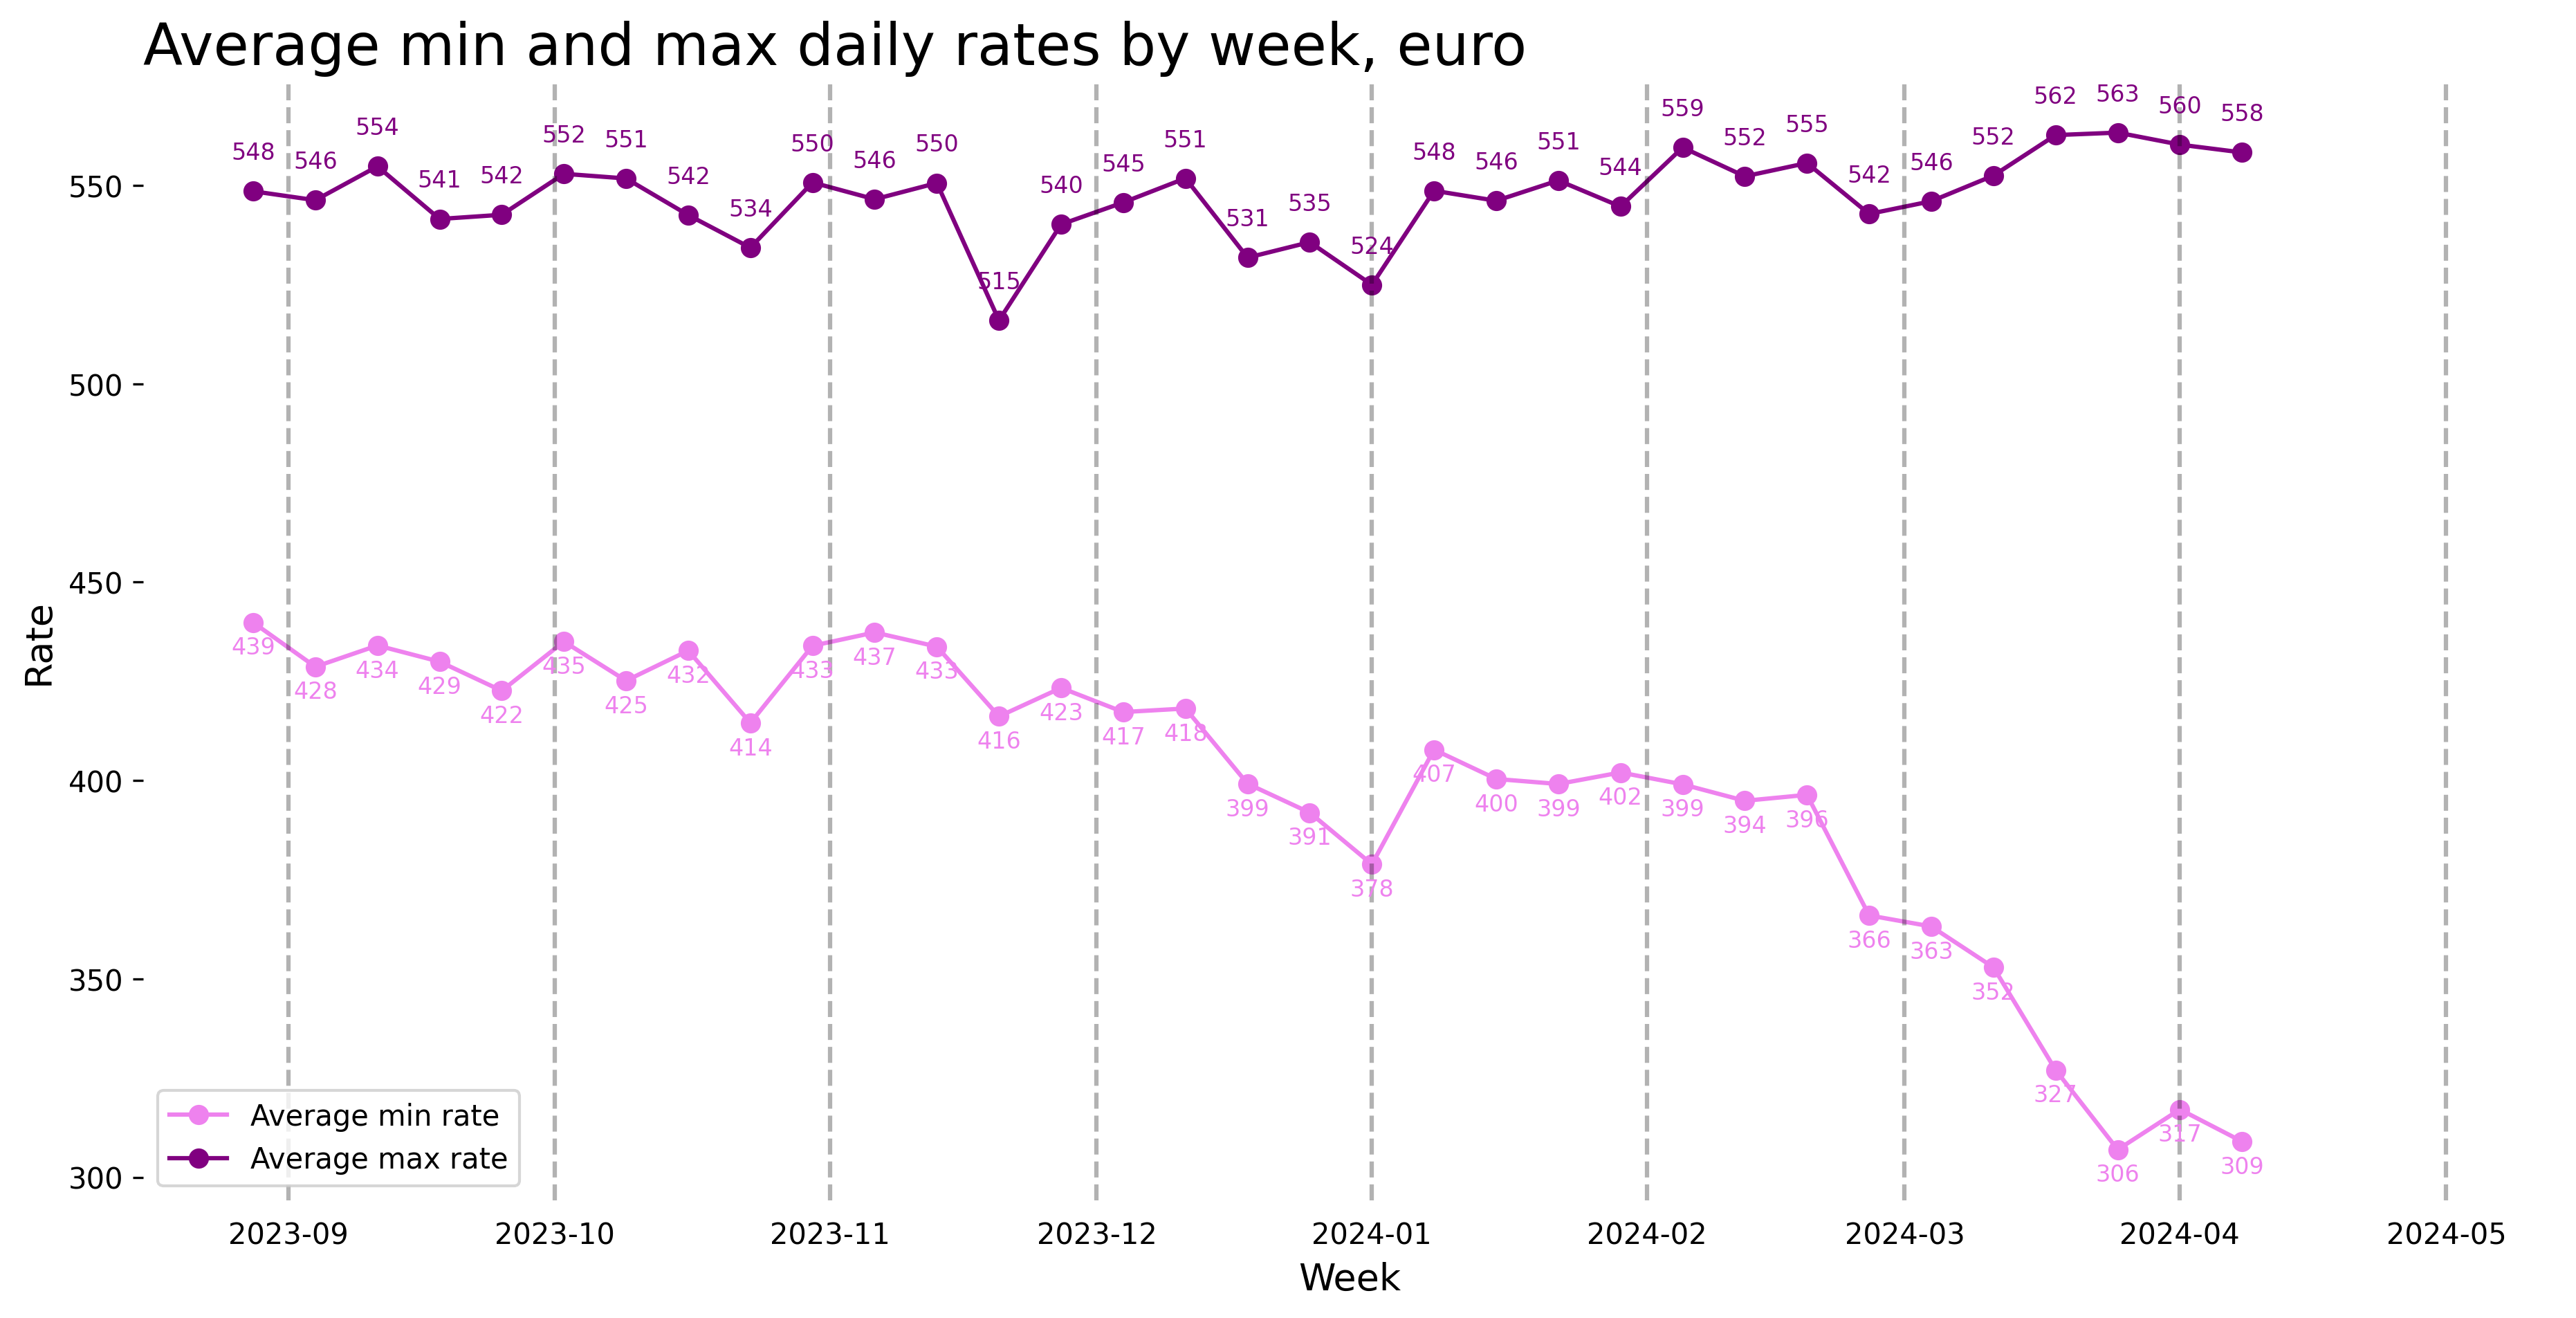 Average min and max daily rates by week, euro
548 546 554 541 542 552 551 542 534 550 546 550 515 540 545 551 531 535 524 548 546 551 544 559 552 555 542 546 552 562 563 560 558
550
500
450
400
350
300
Rate
439 428 434 429 422 435 425 432 414 433 437 433 416 423 417 418 399 391 378 407 400 399 402 399 394 396 366 363 352 327 306 317 309
Average min rate
Average max rate
2023-09 2023-10 2023-11 2023-12 2024-01 2024-02 2024-03 2024-04 2024-05
Week